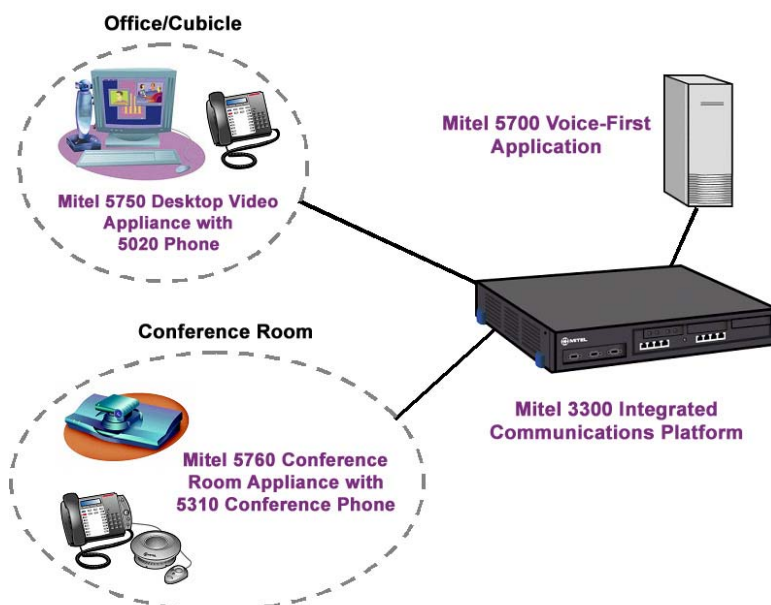 Office/Cubicle
Mitel 5750 Desktop Video
Appliance with
5020 Phone
Mitel 5700 Voice-First
Application
MITEL
Mitel 3300 Integrated
Communications Platform
Conference Room
Mitel 5760 Conference
Room Appliance with
5310 Conference Phone